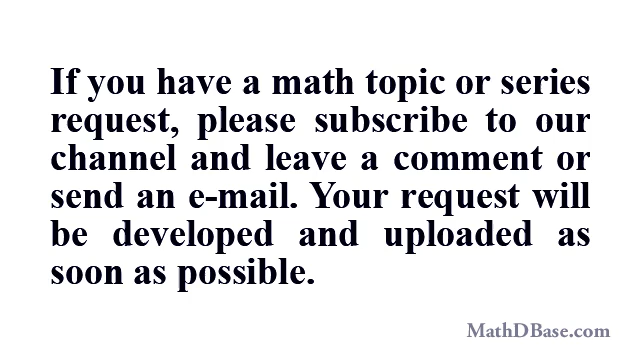 If you have a math topic or series
request, please subscribe to our
channel and leave a comment or
send an e-mail. Your request will
be developed and uploaded as
soon as possible.
MathDBase.com